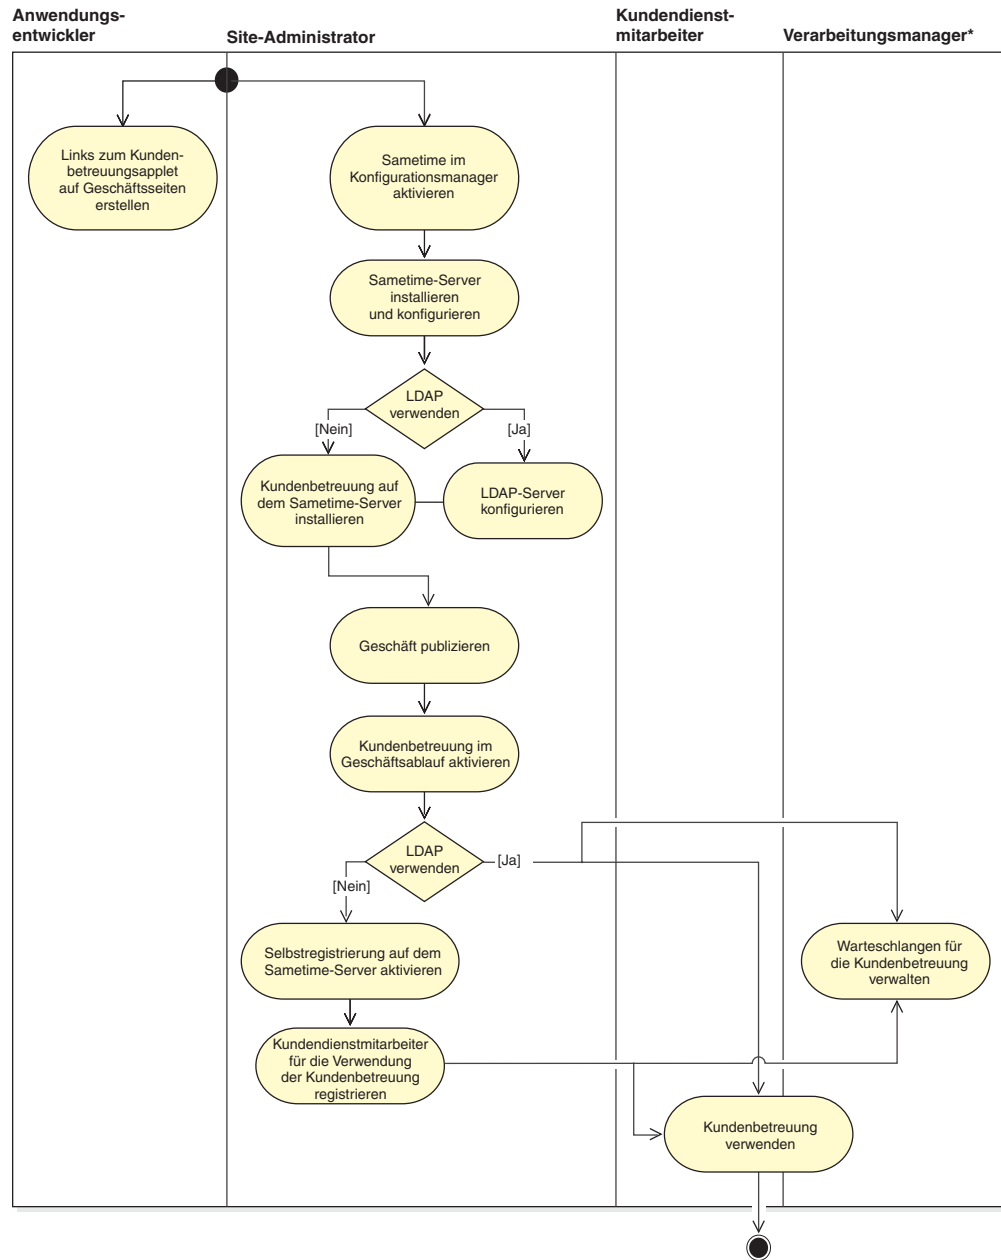 Anwendungs-
entwickler
Site-Administrator
Kundendienst-
mitarbeiter
Verarbeitungsmanager*
Links zum Kunden-
betreuungsapplet
auf Geschäftsseiten
erstellen
Sametime im
Konfigurationsmanager
aktivieren
Sametime-Server
installieren
und konfigurieren
LDAP
verwenden
[Nein]
[Ja]
Kundenbetreuung auf
dem Sametime-Server
installieren
LDAP-Server
konfigurieren
Geschäft publizieren
Kundenbetreuung im
Geschäftsablauf aktivieren
LDAP
verwenden
[Ja]
[Nein]
Selbstregistrierung auf dem
Sametime-Server aktivieren
Warteschlangen für
die Kundenbetreuung
verwalten
Kundendienstmitarbeiter
für die Verwendung
der Kundenbetreuung
registrieren
Kundenbetreuung
verwenden